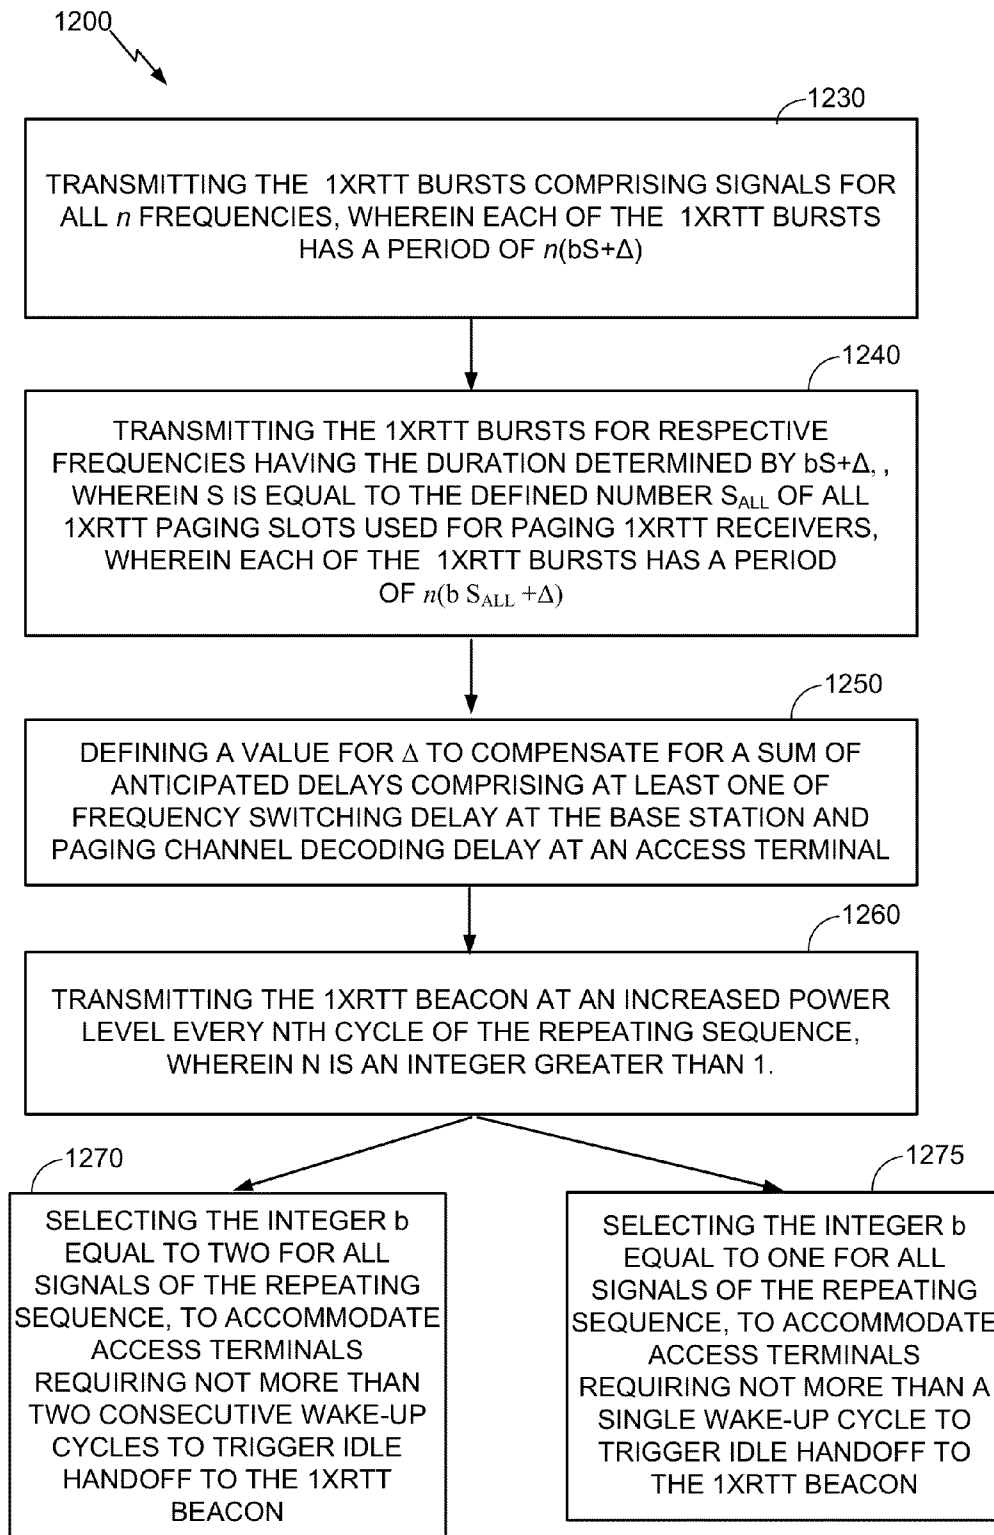 1200
1230
TRANSMITTING THE 1XRTT BURSTS COMPRISING SIGNALS FOR
ALL n FREQUENCIES, WHEREIN EACH OF THE 1XRTT BURSTS
HAS A PERIOD OF n(bS+Δ)
1240
TRANSMITTING THE 1XRTT BURSTS FOR RESPECTIVE
FREQUENCIES HAVING THE DURATION DETERMINED BY bS+Δ, ,
WHEREIN S IS EQUAL TO THE DEFINED NUMBER SALL OF ALL
1XRTT PAGING SLOTS USED FOR PAGING 1XRTT RECEIVERS,
WHEREIN EACH OF THE 1XRTT BURSTS HAS A PERIOD
OF n(b SALL +Δ)
1250
DEFINING A VALUE FOR Δ TO COMPENSATE FOR A SUM OF
ANTICIPATED DELAYS COMPRISING AT LEAST ONE OF
FREQUENCY SWITCHING DELAY AT THE BASE STATION AND
PAGING CHANNEL DECODING DELAY AT AN ACCESS TERMINAL
1260
TRANSMITTING THE 1XRTT BEACON AT AN INCREASED POWER
LEVEL EVERY NTH CYCLE OF THE REPEATING SEQUENCE,
WHEREIN N IS AN INTEGER GREATER THAN 1.
1270
SELECTING THE INTEGER b
EQUAL TO TWO FOR ALL
SIGNALS OF THE REPEATING
SEQUENCE, TO ACCOMMODATE
ACCESS TERMINALS
REQUIRING NOT MORE THAN
TWO CONSECUTIVE WAKE-UP
CYCLES TO TRIGGER IDLE
HANDOFF TO THE 1XRTT
BEACON
1275
SELECTING THE INTEGER b
EQUAL TO ONE FOR ALL
SIGNALS OF THE REPEATING
SEQUENCE, TO ACCOMMODATE
ACCESS TERMINALS
REQUIRING NOT MORE THAN A
SINGLE WAKE-UP CYCLE TO
TRIGGER IDLE HANDOFF TO
THE 1XRTT BEACON